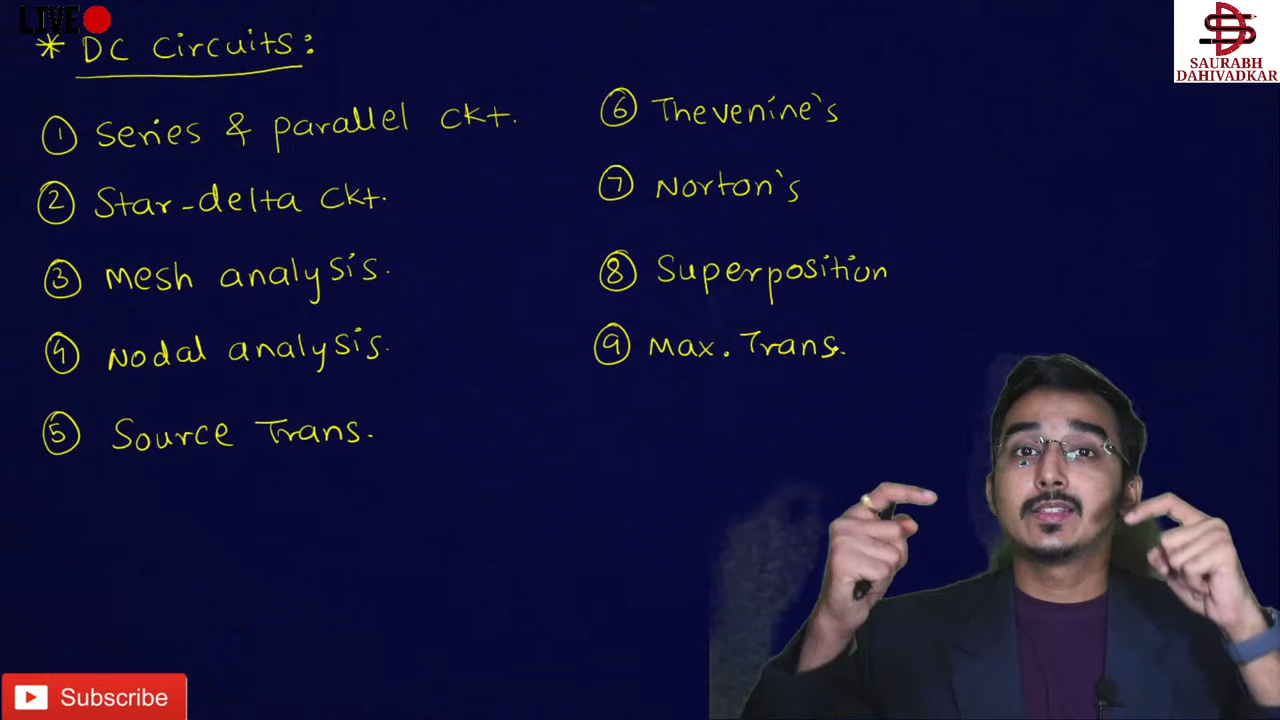 LIVE
* DC Circuits:
① Series & parallel ckt.
② Star-delta Ckt.
③ Mesh analysis.
④ Nodal analysis.
⑤ Source Trans.
⑥ Thevenine's
⑦ Norton's
⑧ Superposition
⑨ Max. Trans.
SAURABH
DAHIVADKAR
Subscribe